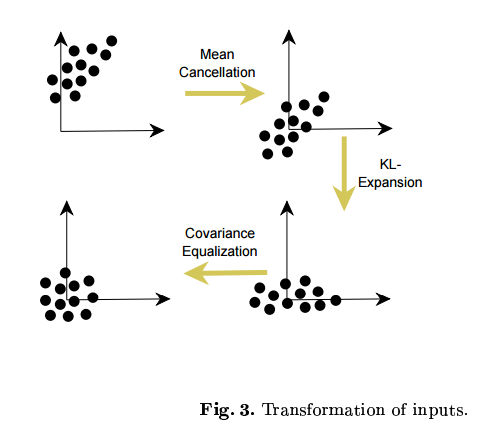 Mean
Cancellation
KL-
Expansion
Covariance
Equalization
Fig. 3. Transformation of inputs.